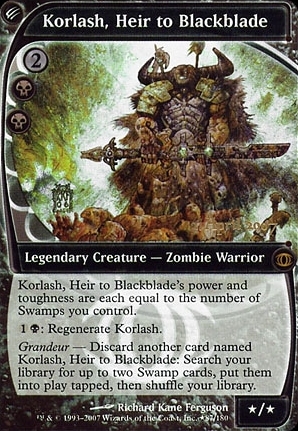 Korlash, Heir to Blackblade
2
Legendary Creature — Zombie Warrior
Korlash, Heir to Blackblade's power and
toughness are each equal to the number of
Swamps you control.
1 : Regenerate Korlash.
Grandeur — Discard another card named
Korlash, Heir to Blackblade: Search your
library for up to two Swamp cards, put them
into play tapped, then shuffle your library.
Richard Kane Ferguson
™ & © 1993–2007 Wizards of the Coast, Inc. 87/180
*/*